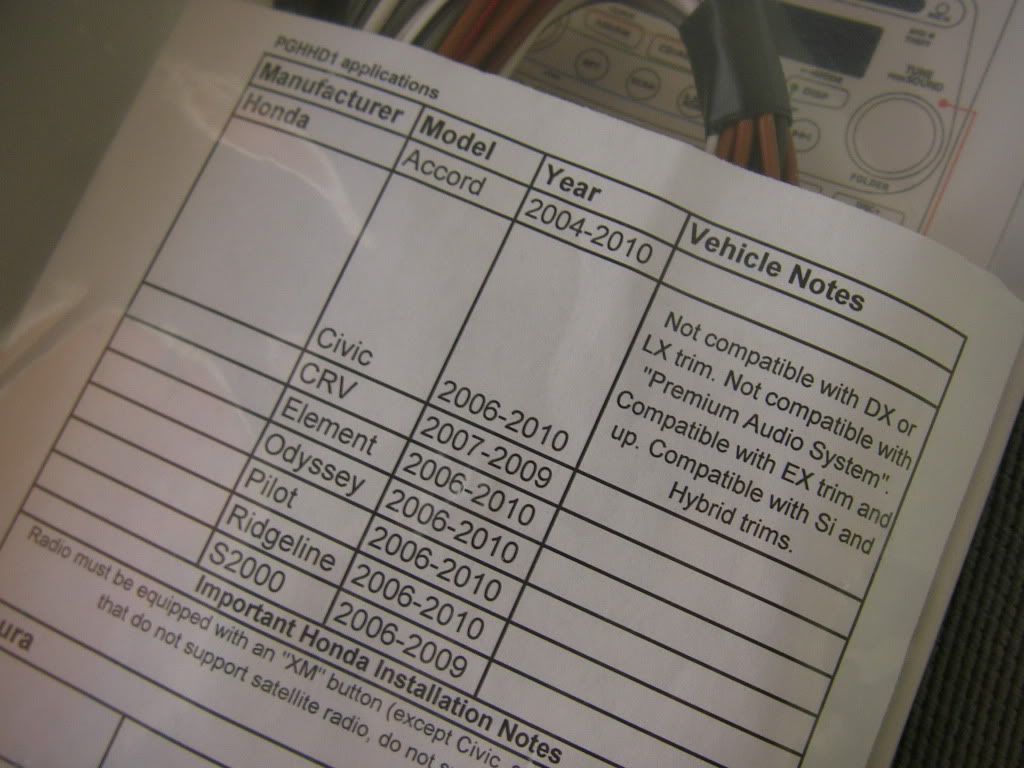 PGHHD1 applications
Manufacturer Model Year Vehicle Notes
Honda Accord 2004-2010
Civic 2006-2010 Not compatible with DX or
LX trim. Not compatible with
"Premium Audio System".
Compatible with EX trim and
up. Compatible with Si and
Hybrid trims.
CRV 2007-2009
Element 2006-2010
Odyssey 2006-2010
Pilot 2006-2010
Ridgeline 2006-2010
S2000 2006-2009
Important Honda Installation Notes
Radio must be equipped with an "XM" button (except Civic,
that do not support satellite radio, do not
ura
FOLDER
DISP